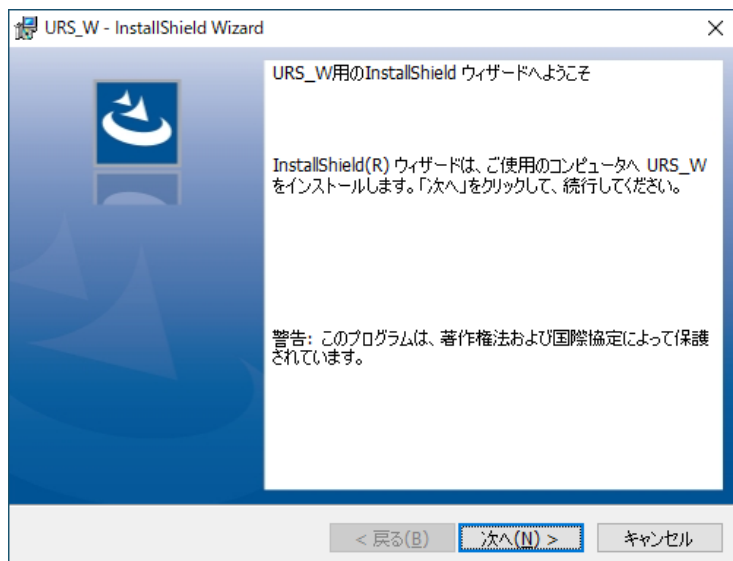 URS_W - InstallShield Wizard
URS_W用のInstallShield ウィザードへようこそ
InstallShield(R) ウィザードは、ご使用のコンピュータへ URS_W
をインストールします。「次へ」をクリックして、続行してください。
警告: このプログラムは、著作権法および国際協定によって保護
されています。
< 戻る(B)
次へ(N) >
キャンセル